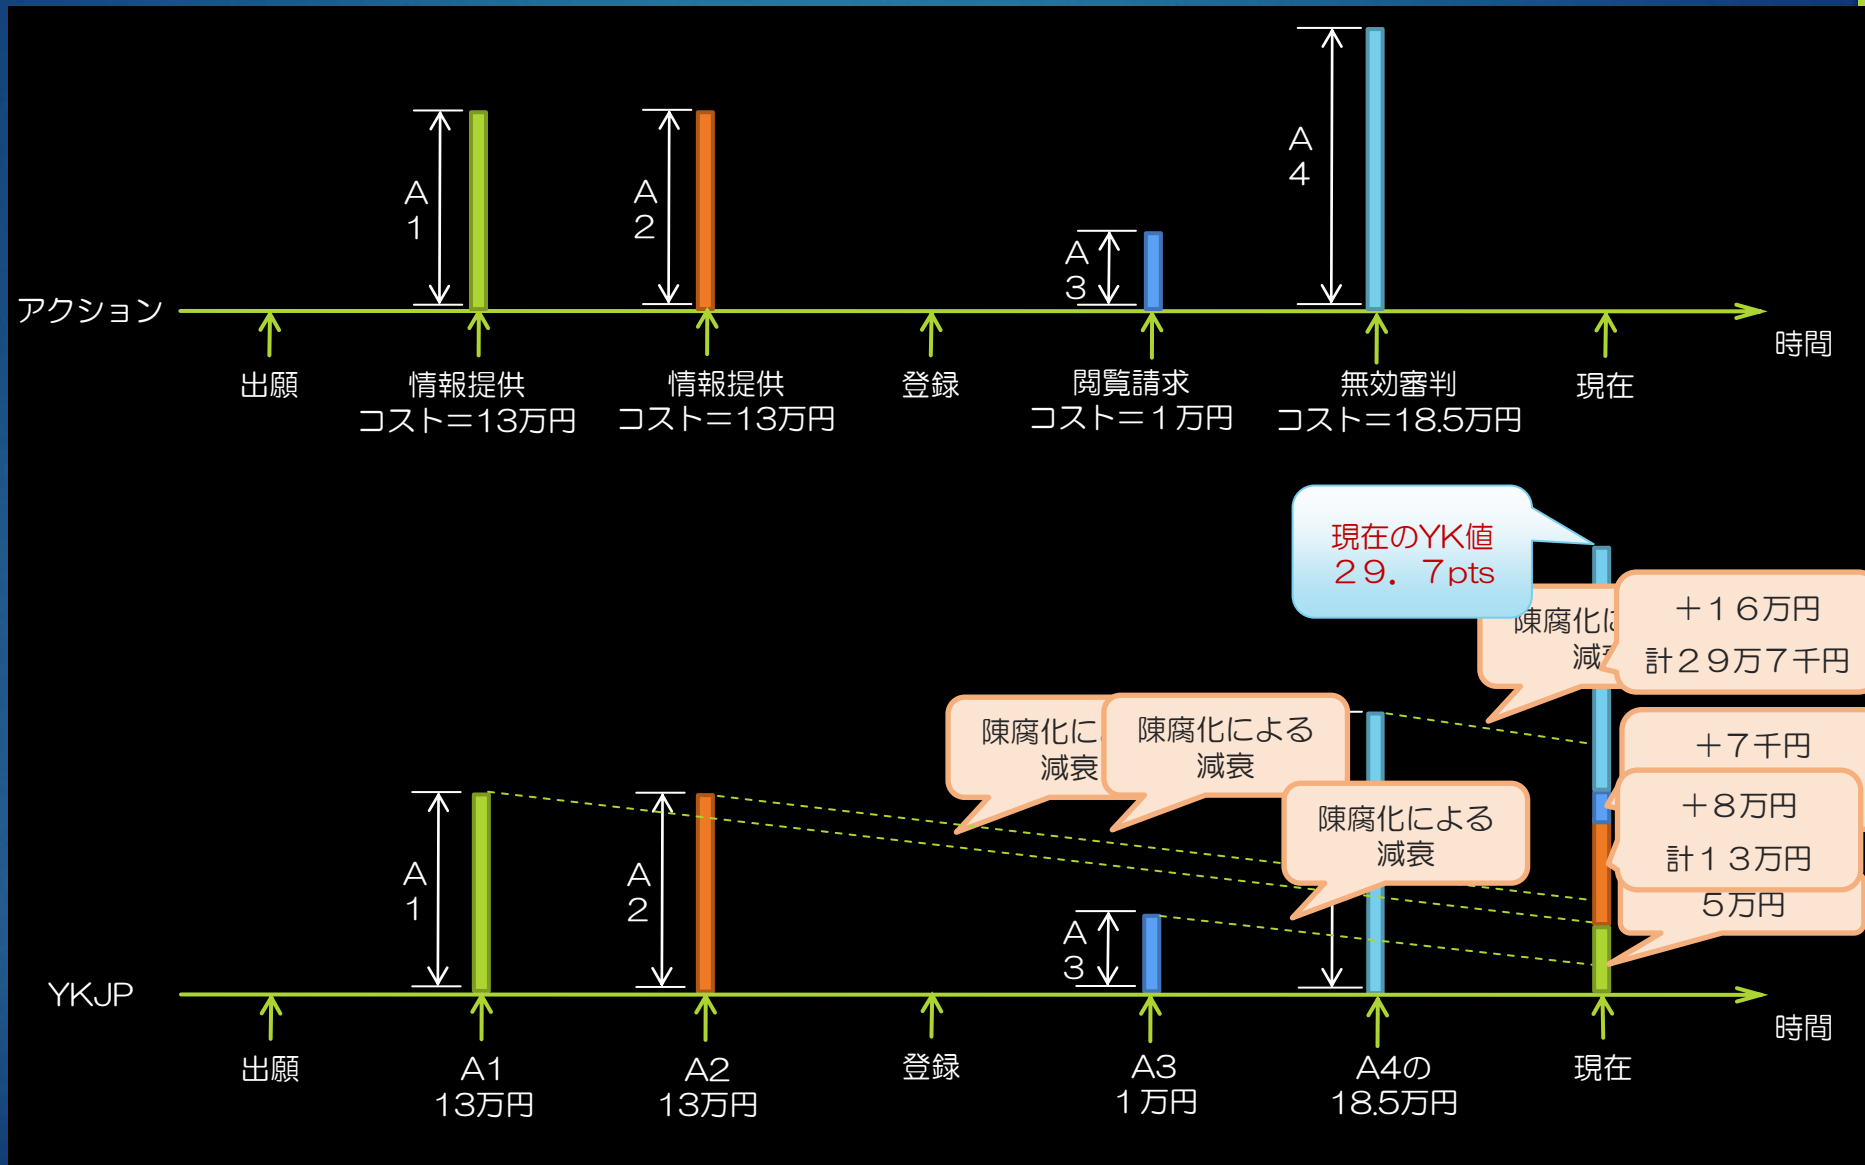 A
1
A
2
A
3
A
4
アクション
時間
出願
情報提供
コスト＝13万円
情報提供
コスト＝13万円
登録
閲覧請求
コスト＝1万円
無効審判
コスト＝18.5万円
現在
現在のYK値
２９．７pts
陳腐化に
減
＋１６万円
計２９万７千円
陳腐化に
減衰
陳腐化による
減衰
陳腐化による
減衰
＋７千円
＋８万円
計１３万円
５万円
A
1
A
2
A
3
YKJP
時間
出願
A1
13万円
A2
13万円
登録
A3
1万円
A4の
18.5万円
現在